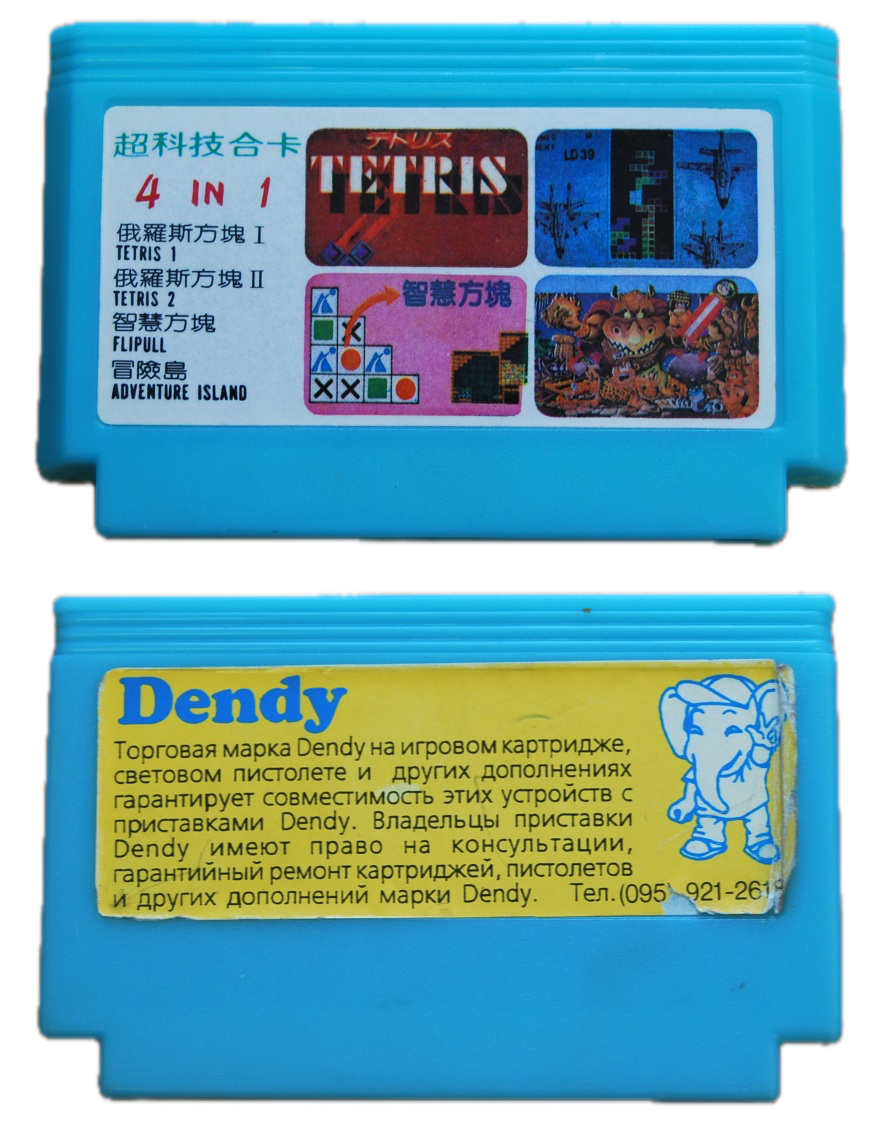 超科技合卡
4 IN 1
俄羅斯方塊 I
TETRIS 1
俄羅斯方塊 II
TETRIS 2
智慧方塊
FLIPULL
冒險島
ADVENTURE ISLAND
テトリス
TETRIS
NEXT
LD39
智慧方塊
Dendy
Торговая марка Dendy на игровом картридже,
световом пистолете и других дополнениях
гарантирует совместимость этих устройств с
приставками Dendy. Владельцы приставки
Dendy имеют право на консультации,
гарантийный ремонт картриджей, пистолетов
и других дополнений марки Dendy. Тел.(095) 921-261